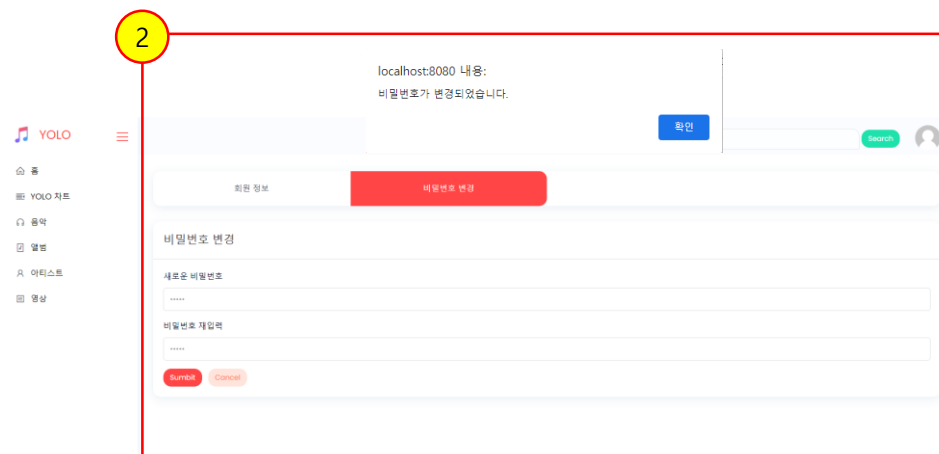 2
localhost:8080 내용:
비밀번호가 변경되었습니다.
확인
YOLO
Search
홈
YOLO 차트
음악
앨범
아티스트
영상
회원 정보
비밀번호 변경
비밀번호 변경
새로운 비밀번호
•••••
비밀번호 재입력
•••••
Sumbit
Cancel